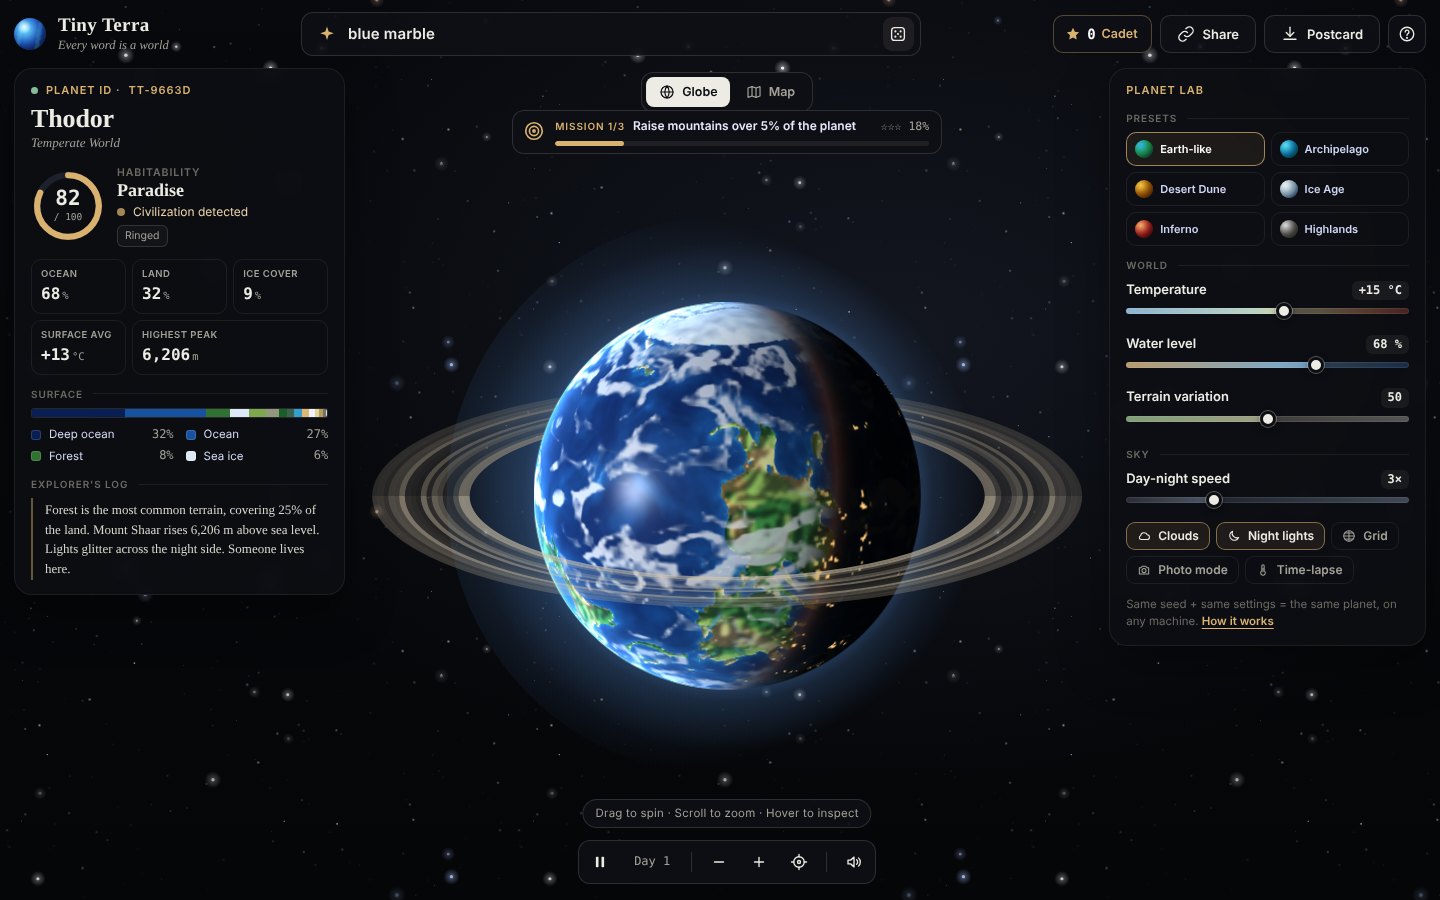 Tiny Terra
Every word is a world
blue marble
0 Cadet
Share
Postcard
PLANET ID · TT-9663D
Thodor
Temperate World
82
/ 100
HABITABILITY
Paradise
Civilization detected
Ringed
OCEAN
68 %
LAND
32 %
ICE COVER
9 %
SURFACE AVG
+13 °C
HIGHEST PEAK
6,206 m
SURFACE
Deep ocean 32%
Ocean 27%
Forest 8%
Sea ice 6%
EXPLORER'S LOG
Forest is the most common terrain, covering 25% of
the land. Mount Shaar rises 6,206 m above sea level.
Lights glitter across the night side. Someone lives
here.
Globe
Map
MISSION 1/3 Raise mountains over 5% of the planet ☆☆☆ 18%
Drag to spin · Scroll to zoom · Hover to inspect
Day 1
PLANET LAB
PRESETS
Earth-like
Archipelago
Desert Dune
Ice Age
Inferno
Highlands
WORLD
Temperature +15 °C
Water level 68 %
Terrain variation 50
SKY
Day-night speed 3×
Clouds
Night lights
Grid
Photo mode
Time-lapse
Same seed + same settings = the same planet, on
any machine. How it works